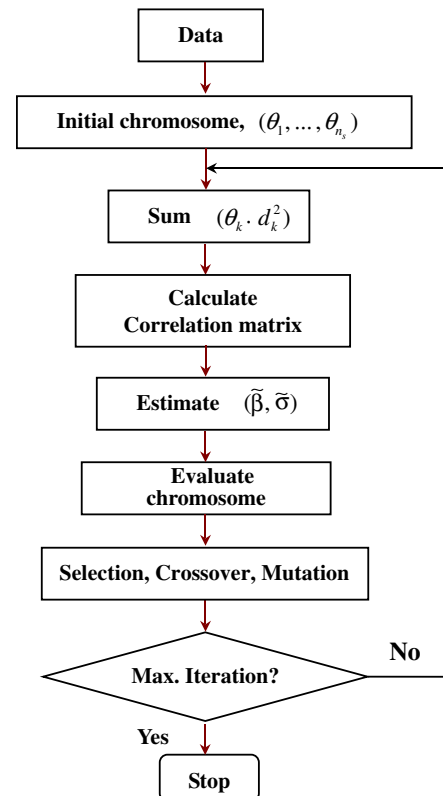 Data
Initial chromosome, (θ₁, ..., θₙₛ)
Sum (θₖ · dₖ²)
Calculate
Correlation matrix
Estimate (β̃, σ̃)
Evaluate
chromosome
Selection, Crossover, Mutation
Max. Iteration?
No
Yes
Stop